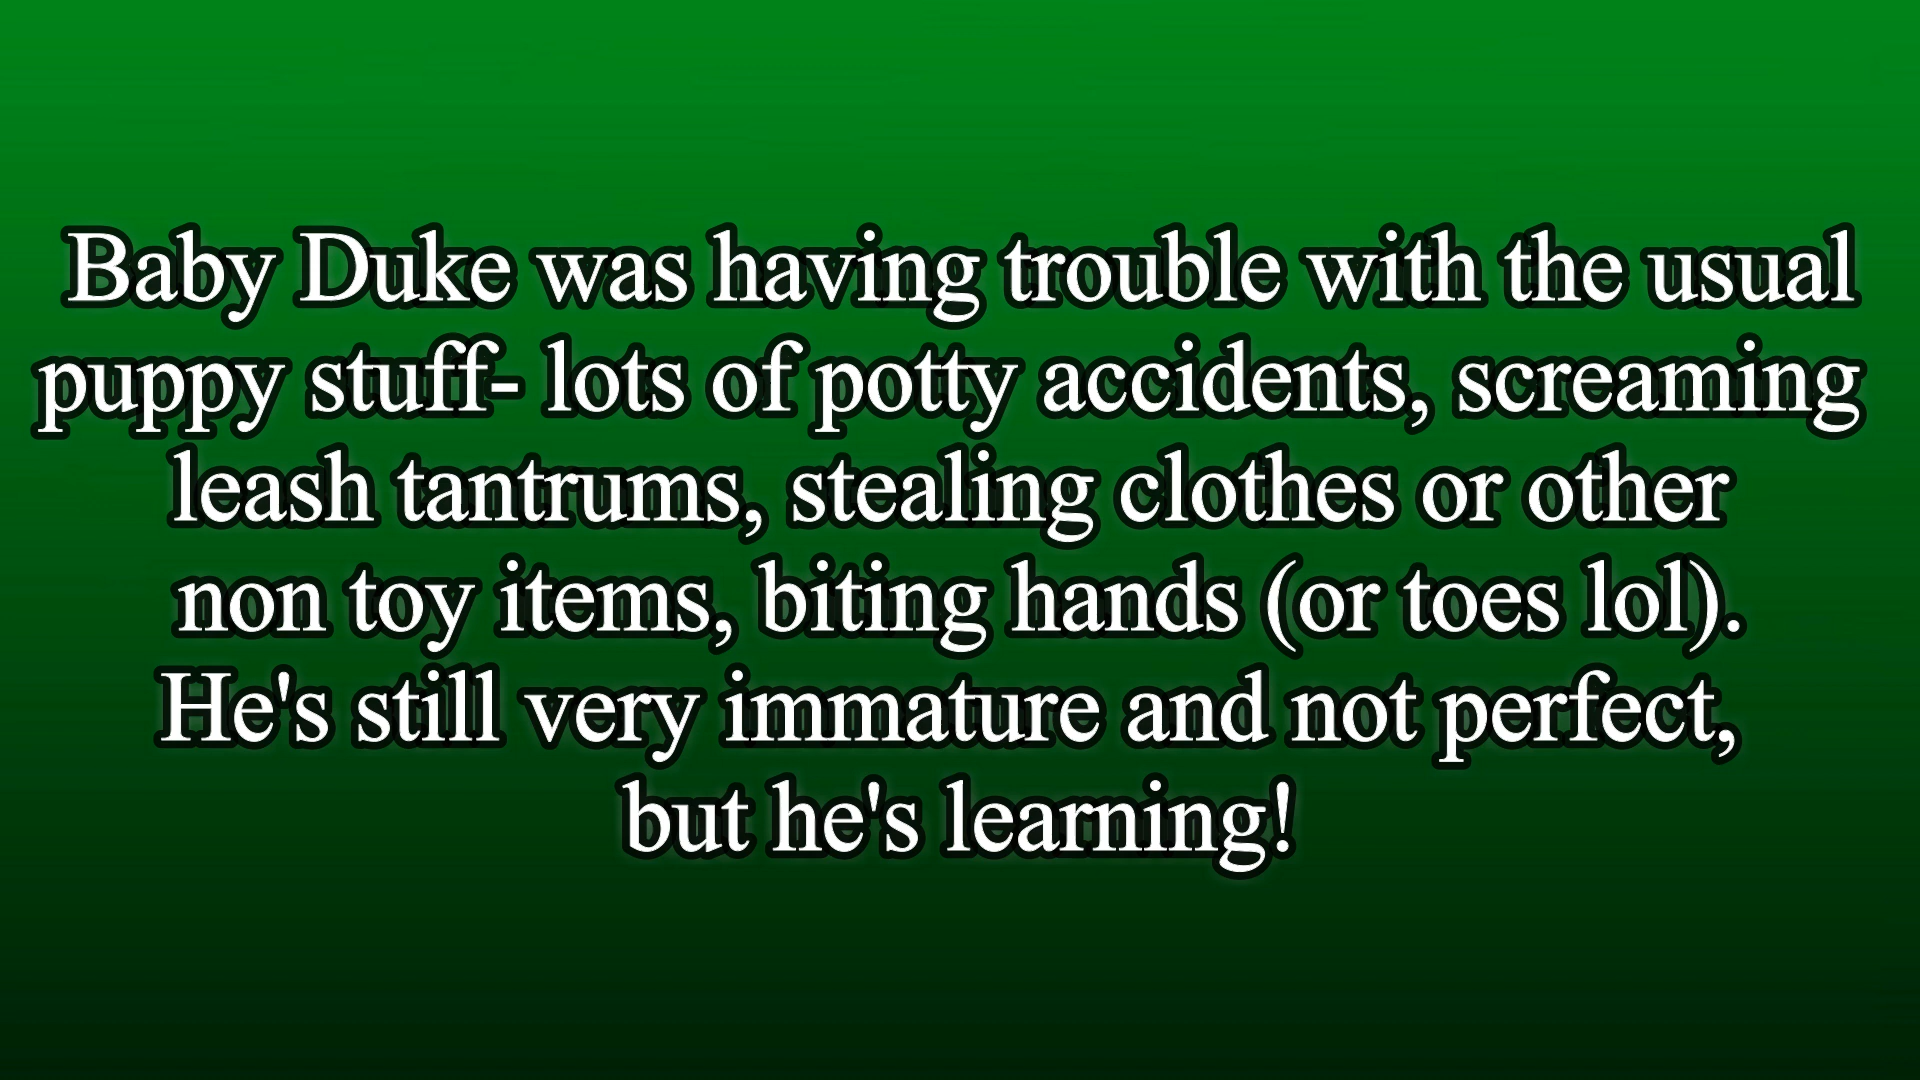 Baby Duke was having trouble with the usual
puppy stuff- lots of potty accidents, screaming
leash tantrums, stealing clothes or other
non toy items, biting hands (or toes lol).
He's still very immature and not perfect,
but he's learning!